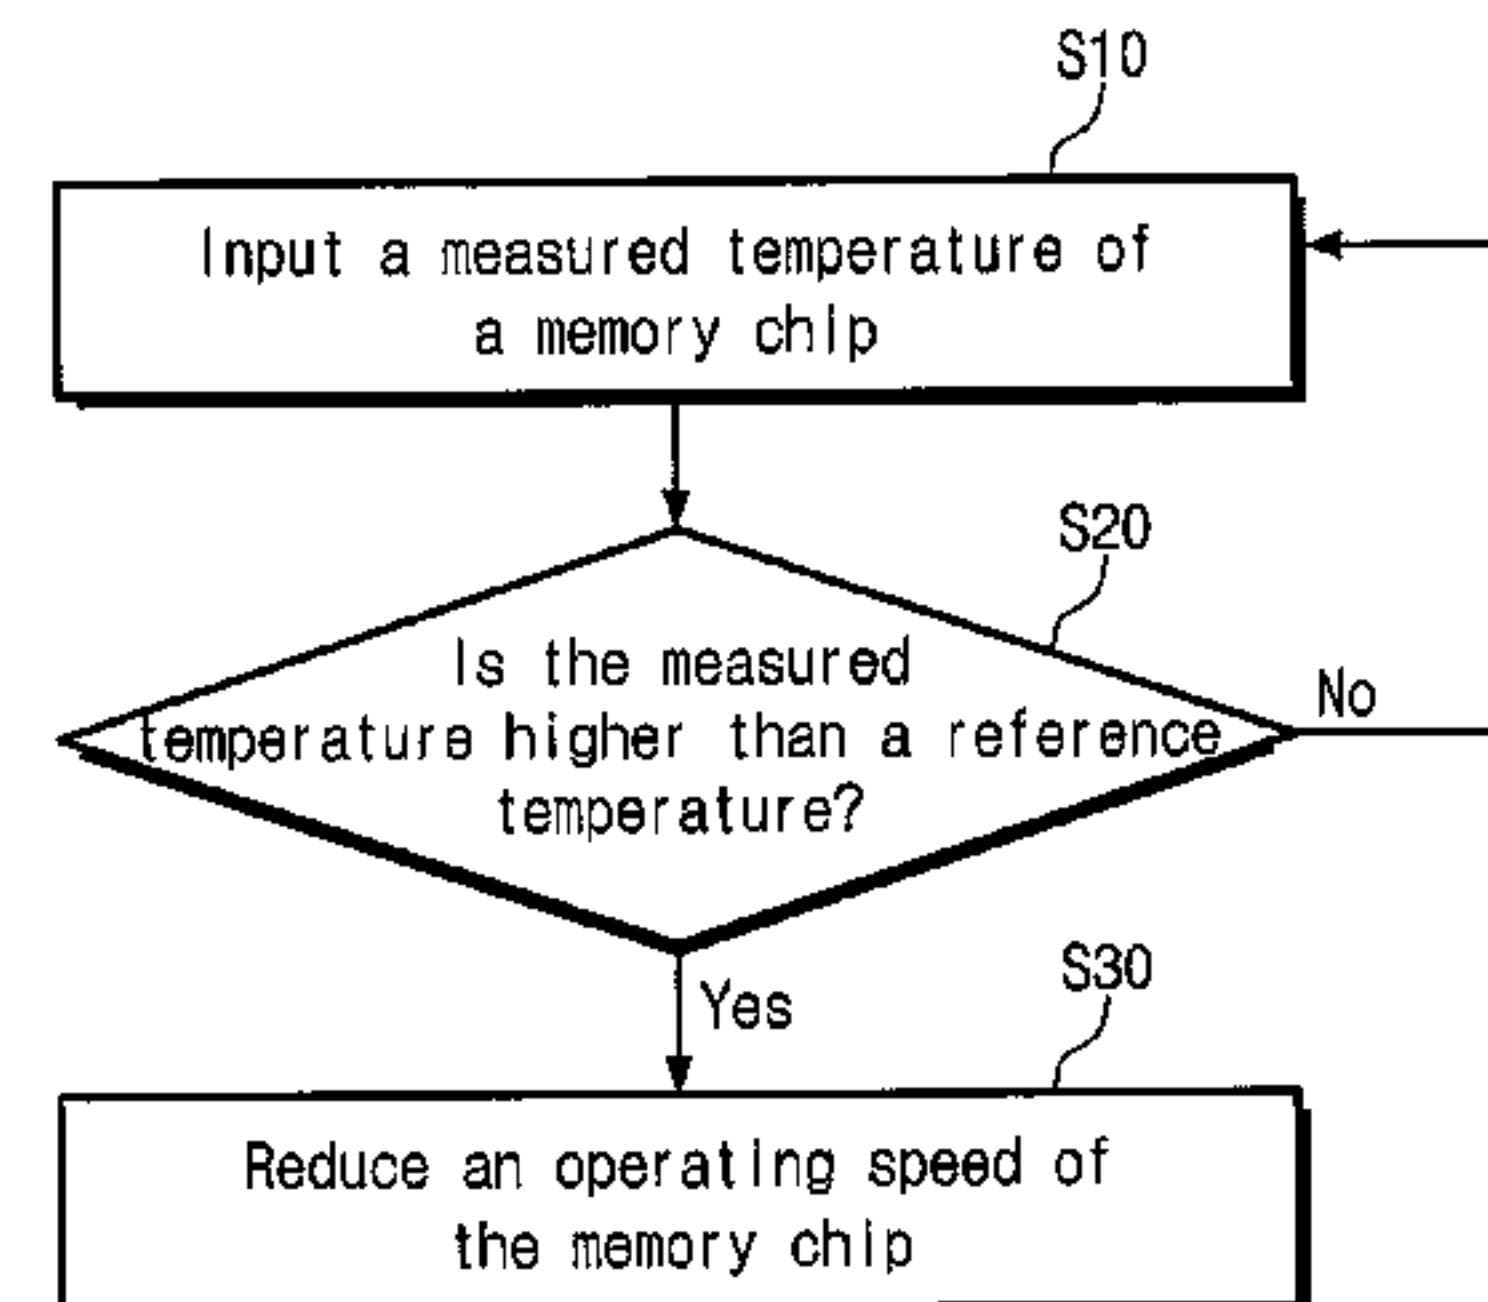 S10
Input a measured temperature of
a memory chip
S20
Is the measured
temperature higher than a reference
temperature?
No
Yes
S30
Reduce an operating speed of
the memory chip